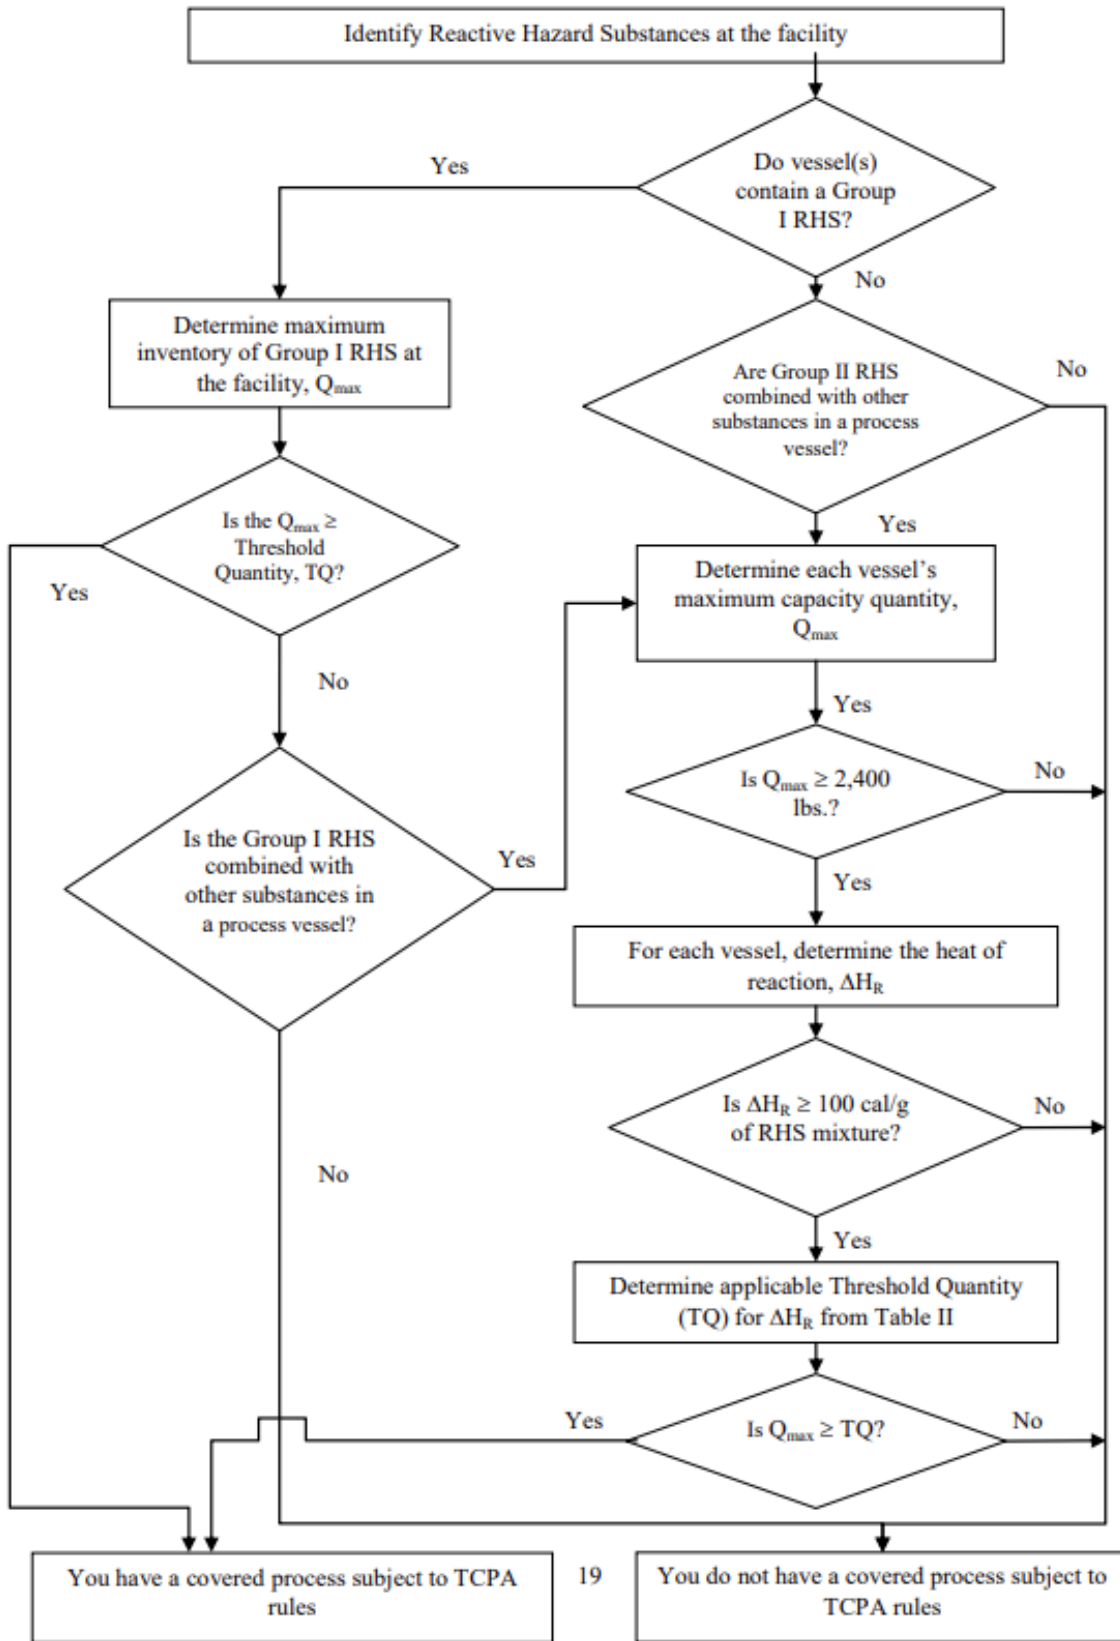 Identify Reactive Hazard Substances at the facility
Do vessel(s)
contain a Group
I RHS?
Yes
No
Determine maximum
inventory of Group I RHS at
the facility, Qmax
Are Group II RHS
combined with other
substances in a process
vessel?
No
Yes
Is the Qmax ≥
Threshold
Quantity, TQ?
Yes
No
Determine each vessel’s
maximum capacity quantity,
Qmax
Yes
Is Qmax ≥ 2,400
lbs.?
No
Yes
Is the Group I RHS
combined with
other substances in
a process vessel?
Yes
No
For each vessel, determine the heat of
reaction, ΔHR
Is ΔHR ≥ 100 cal/g
of RHS mixture?
No
Yes
Determine applicable Threshold Quantity
(TQ) for ΔHR from Table II
Is Qmax ≥ TQ?
Yes
No
You have a covered process subject to TCPA
rules
19
You do not have a covered process subject to
TCPA rules